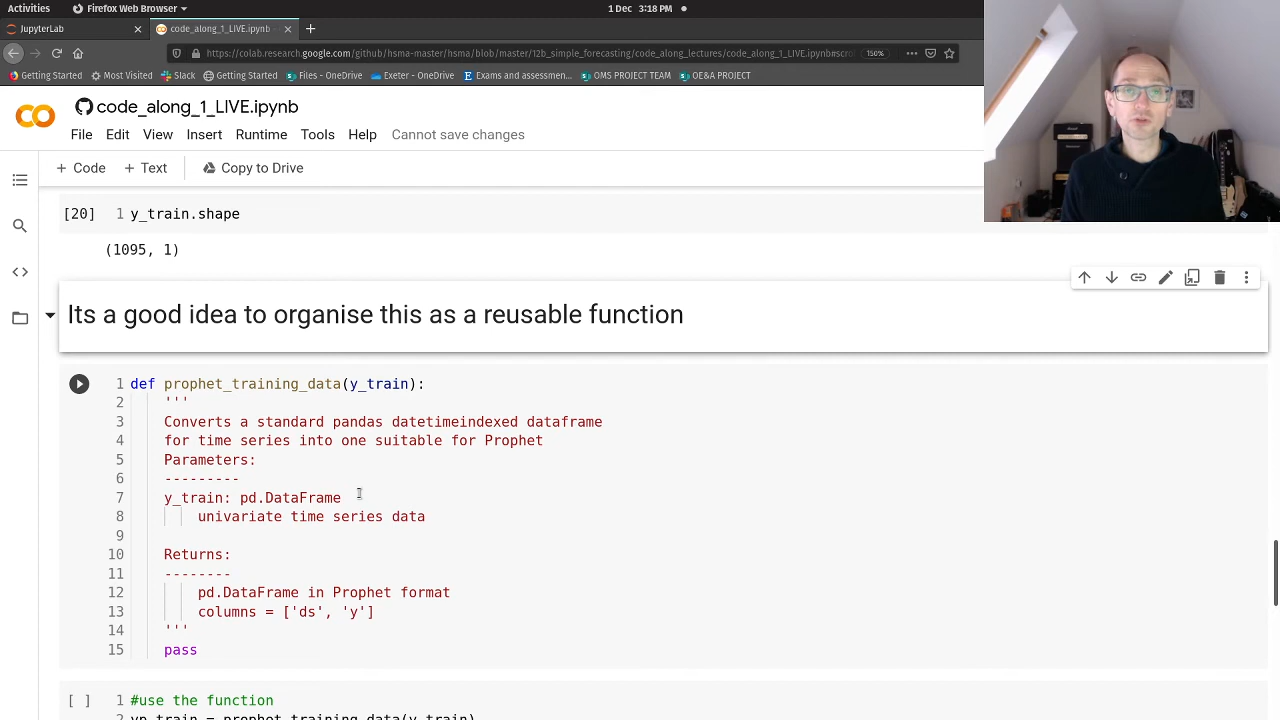 Activities
Firefox Web Browser
1 Dec 3:18 PM
JupyterLab
code_along_1_LIVE.ipynb
https://colab.research.google.com/github/hsma-master/hsma/blob/master/12b_simple_forecasting/code_along_lectures/code_along_1_LIVE.ipynb#scro
150%
Getting Started
Most Visited
Slack
Getting Started
Files - OneDrive
Exeter - OneDrive
Exams and assessmen...
OMS PROJECT TEAM
OE&A PROJECT
code_along_1_LIVE.ipynb
File Edit View Insert Runtime Tools Help Cannot save changes
+ Code + Text Copy to Drive
[20] 1 y_train.shape
(1095, 1)
Its a good idea to organise this as a reusable function
1 def prophet_training_data(y_train):
2 '''
3 Converts a standard pandas datetimeindexed dataframe
4 for time series into one suitable for Prophet
5 Parameters:
6 ---------
7 y_train: pd.DataFrame
8 univariate time series data
9
10 Returns:
11 --------
12 pd.DataFrame in Prophet format
13 columns = ['ds', 'y']
14 '''
15 pass
[ ] 1 #use the function
2 yp_train = prophet_training_data(y_train)